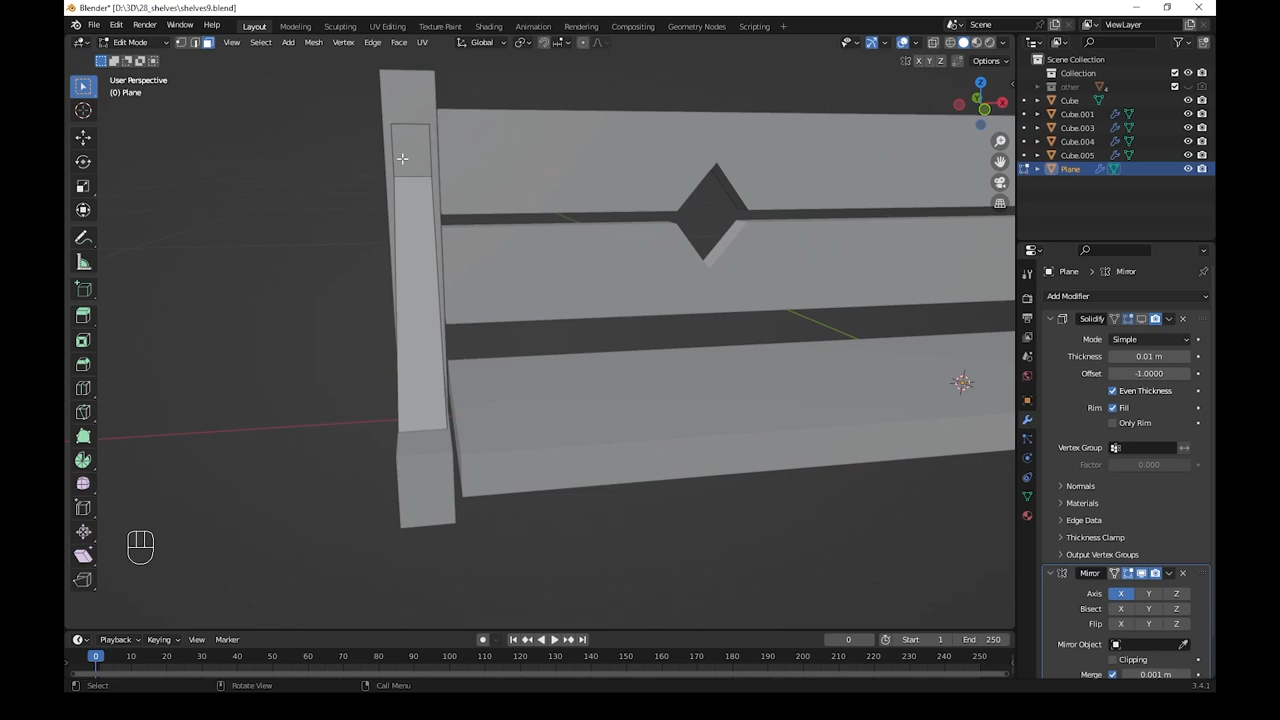 Blender* [D:\3D\28_shelves\shelves9.blend]
File Edit Render Window Help Layout Modeling Sculpting UV Editing Texture Paint Shading Animation Rendering Compositing Geometry Nodes Scripting + Scene ViewLayer
Edit Mode View Select Add Mesh Vertex Edge Face UV Global
X Y Z Options
User Perspective
(0) Plane
Scene Collection
Collection
other 4
Cube
Cube.001
Cube.003
Cube.004
Cube.005
Plane
Z
Y
X
Plane > Mirror
Add Modifier
Solidify
Mode Simple
Thickness 0.01 m
Offset -1.0000
Even Thickness
Rim Fill
Only Rim
Vertex Group
Factor 0.000
Normals
Materials
Edge Data
Thickness Clamp
Output Vertex Groups
Mirror
Axis X Y Z
Bisect X Y Z
Flip X Y Z
Mirror Object
Clipping
Merge 0.001 m
Playback Keying View Marker 0 Start 1 End 250
0 10 20 30 40 50 60 70 80 90 100 110 120 130 140 150 160 170 180 190 200 210 220 230 240 250
Select Rotate View Call Menu 3.4.1